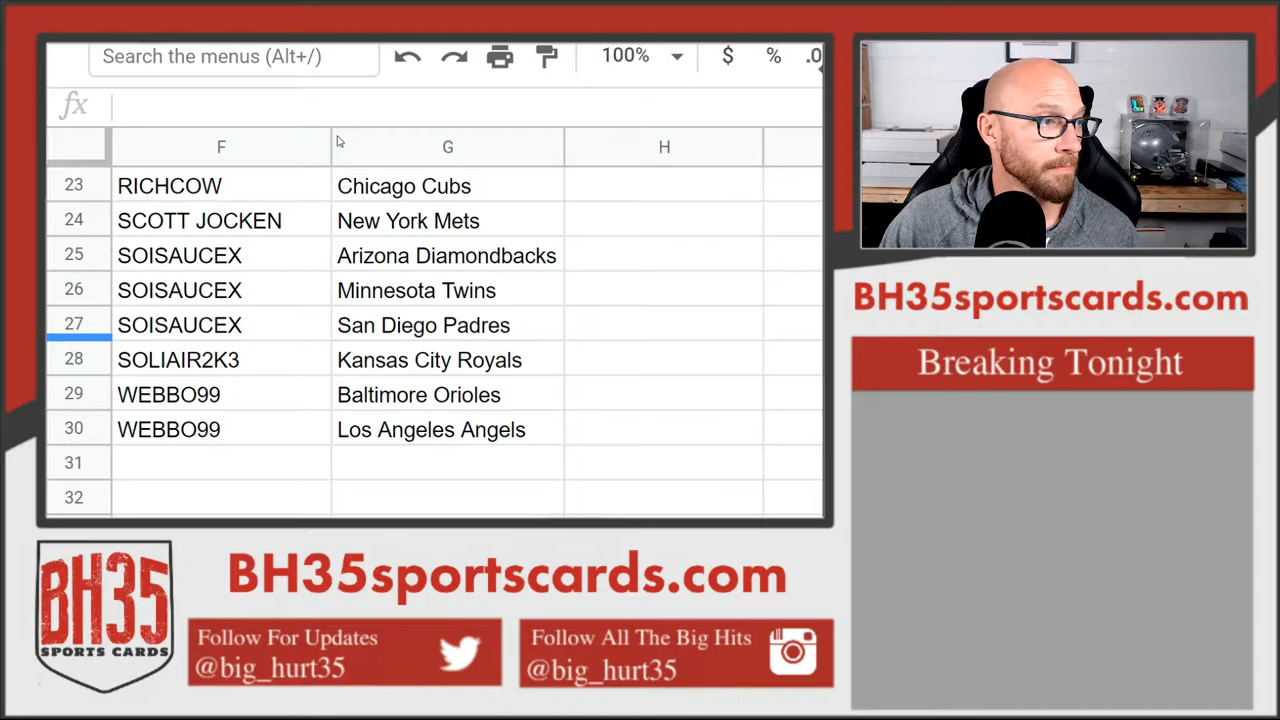 Search the menus (Alt+/)
100%
$
%
.0
fx
F
G
H
23 RICHCOW Chicago Cubs
24 SCOTT JOCKEN New York Mets
25 SOISAUCEX Arizona Diamondbacks
26 SOISAUCEX Minnesota Twins
27 SOISAUCEX San Diego Padres
28 SOLIAIR2K3 Kansas City Royals
29 WEBBO99 Baltimore Orioles
30 WEBBO99 Los Angeles Angels
31
32
BH35sportscards.com
Breaking Tonight
BH35
SPORTS CARDS
BH35sportscards.com
Follow For Updates
@big_hurt35
Follow All The Big Hits
@big_hurt35